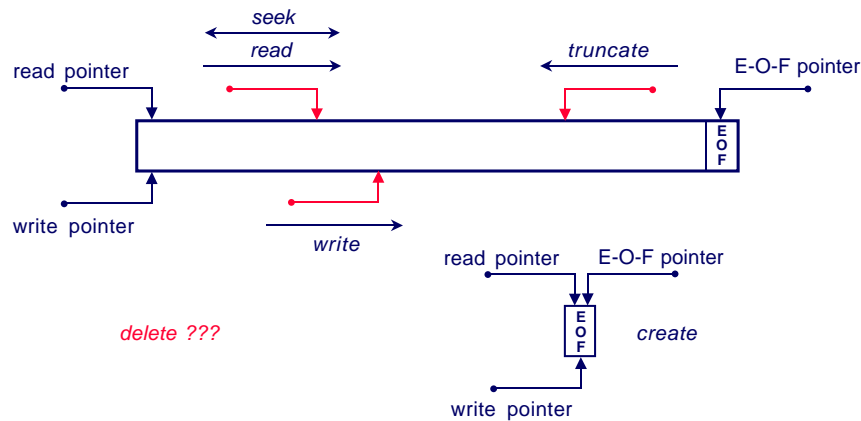 seek
read
truncate
read pointer
E-O-F pointer
E
O
F
write pointer
write
read pointer
E-O-F pointer
delete ???
E
O
F
create
write pointer